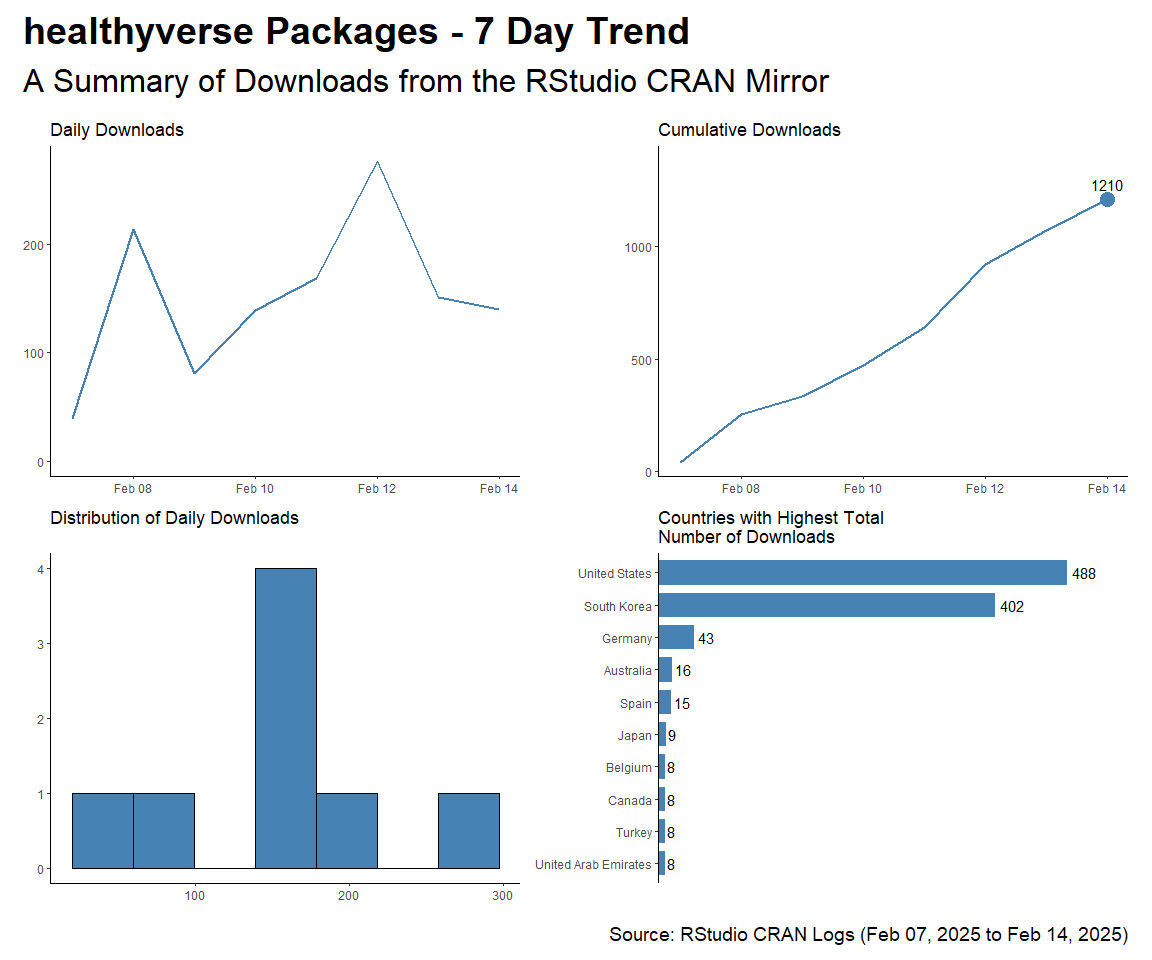 healthyverse Packages - 7 Day Trend
A Summary of Downloads from the RStudio CRAN Mirror
Daily Downloads
200
100
0
Feb 08 Feb 10 Feb 12 Feb 14
Cumulative Downloads
1210
1000
500
0
Feb 08 Feb 10 Feb 12 Feb 14
Distribution of Daily Downloads
4
3
2
1
0
100 200 300
Countries with Highest Total
Number of Downloads
United States 488
South Korea 402
Germany 43
Australia 16
Spain 15
Japan 9
Belgium 8
Canada 8
Turkey 8
United Arab Emirates 8
Source: RStudio CRAN Logs (Feb 07, 2025 to Feb 14, 2025)